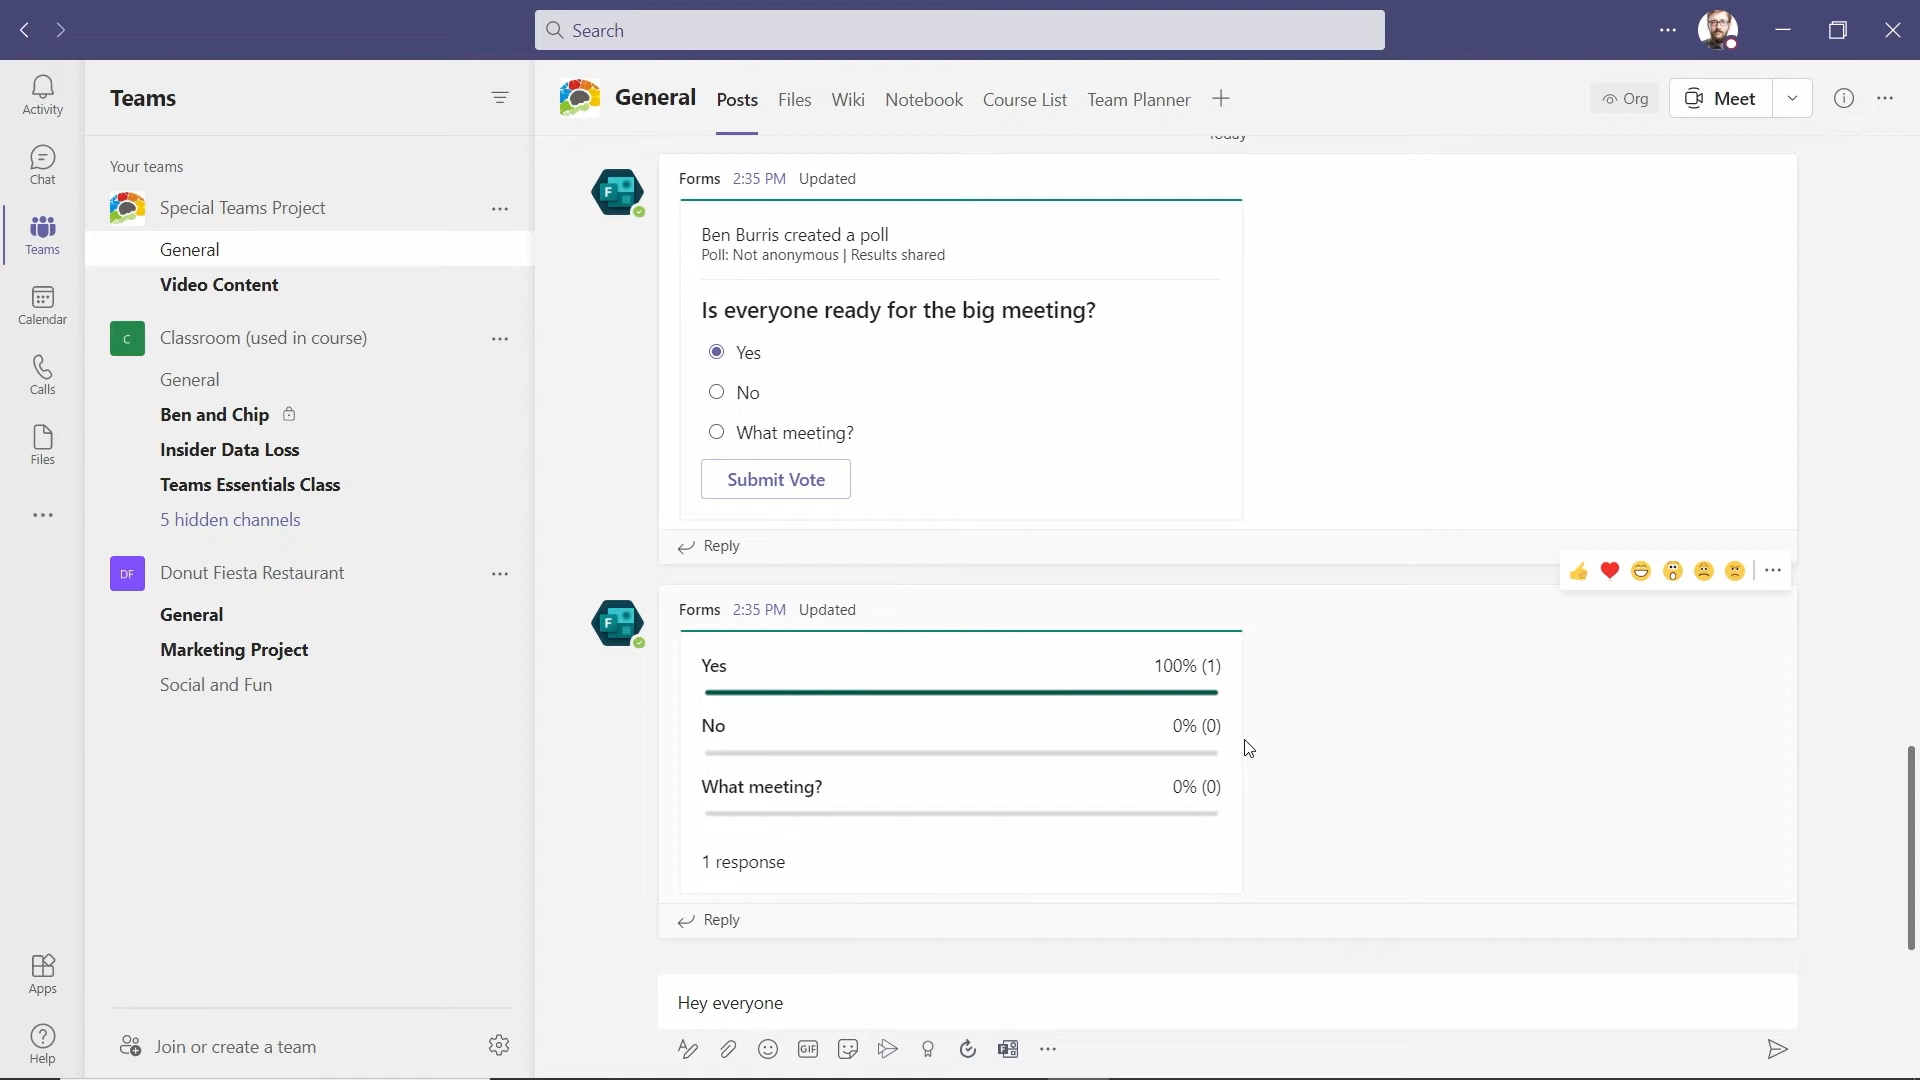 Search
Activity
Chat
Teams
Calendar
Calls
Files
Apps
Help
Teams
Your teams
Special Teams Project
General
Video Content
C
Classroom (used in course)
General
Ben and Chip
Insider Data Loss
Teams Essentials Class
5 hidden channels
DF
Donut Fiesta Restaurant
General
Marketing Project
Social and Fun
Join or create a team
General Posts Files Wiki Notebook Course List Team Planner
Org Meet
Today
F
Forms 2:35 PM Updated
Ben Burris created a poll
Poll: Not anonymous | Results shared
Is everyone ready for the big meeting?
Yes
No
What meeting?
Submit Vote
Reply
F
Forms 2:35 PM Updated
Yes 100% (1)
No 0% (0)
What meeting? 0% (0)
1 response
Reply
Hey everyone
GIF